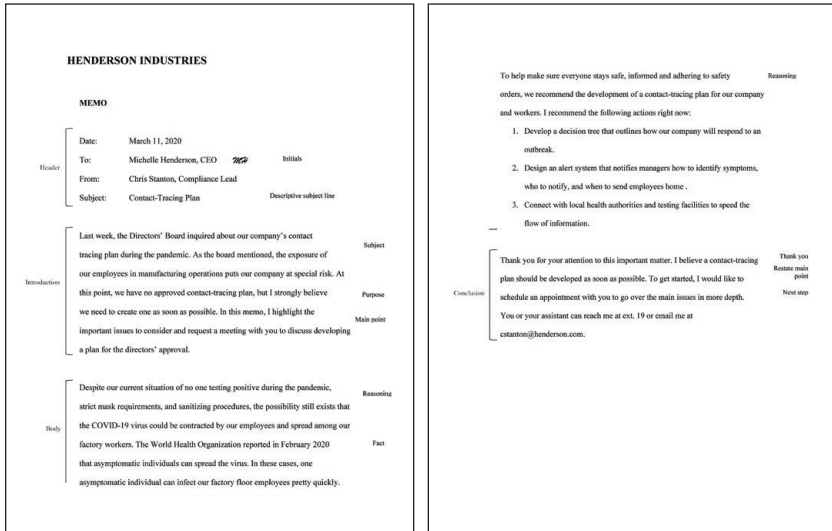 HENDERSON INDUSTRIES
MEMO
Header
Date: March 11, 2020
To: Michelle Henderson, CEO MH Initials
From: Chris Stanton, Compliance Lead
Subject: Contact-Tracing Plan Descriptive subject line
Introduction
Last week, the Directors' Board inquired about our company's contact
Subject
tracing plan during the pandemic. As the board mentioned, the exposure of
our employees in manufacturing operations puts our company at special risk. At
this point, we have no approved contact-tracing plan, but I strongly believe
Purpose
we need to create one as soon as possible. In this memo, I highlight the
Main point
important issues to consider and request a meeting with you to discuss developing
a plan for the directors' approval.
Body
Despite our current situation of no one testing positive during the pandemic,
Reasoning
strict mask requirements, and sanitizing procedures, the possibility still exists that
the COVID-19 virus could be contracted by our employees and spread among our
factory workers. The World Health Organization reported in February 2020
Fact
that asymptomatic individuals can spread the virus. In these cases, one
asymptomatic individual can infect our factory floor employees pretty quickly.
To help make sure everyone stays safe, informed and adhering to safety
Reasoning
orders, we recommend the development of a contact-tracing plan for our company
and workers. I recommend the following actions right now:
1. Develop a decision tree that outlines how our company will respond to an
outbreak.
2. Design an alert system that notifies managers how to identify symptoms,
who to notify, and when to send employees home .
3. Connect with local health authorities and testing facilities to speed the
flow of information.
Conclusion
Thank you for your attention to this important matter. I believe a contact-tracing
Thank you
plan should be developed as soon as possible. To get started, I would like to
Restate main
point
schedule an appointment with you to go over the main issues in more depth.
Next step
You or your assistant can reach me at ext. 19 or email me at
cstanton@henderson.com.